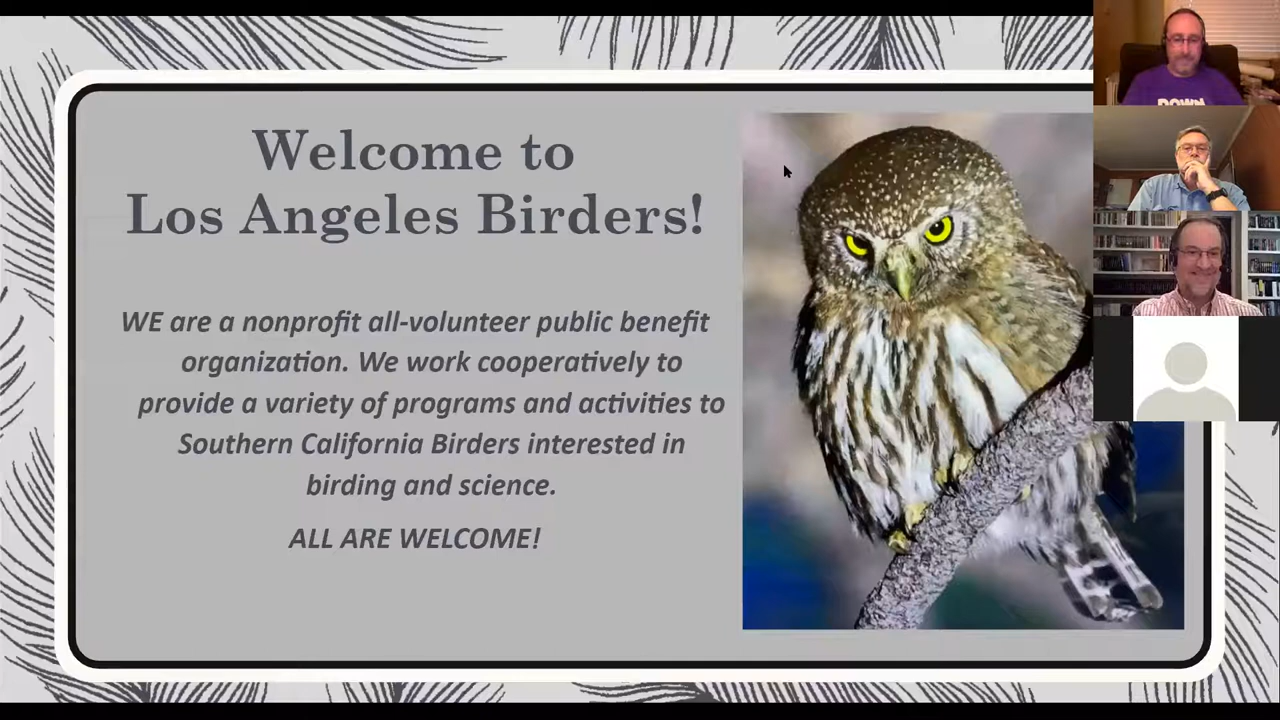 Welcome to
Los Angeles Birders!
WE are a nonprofit all-volunteer public benefit
organization. We work cooperatively to
provide a variety of programs and activities to
Southern California Birders interested in
birding and science.
ALL ARE WELCOME!
DOWN